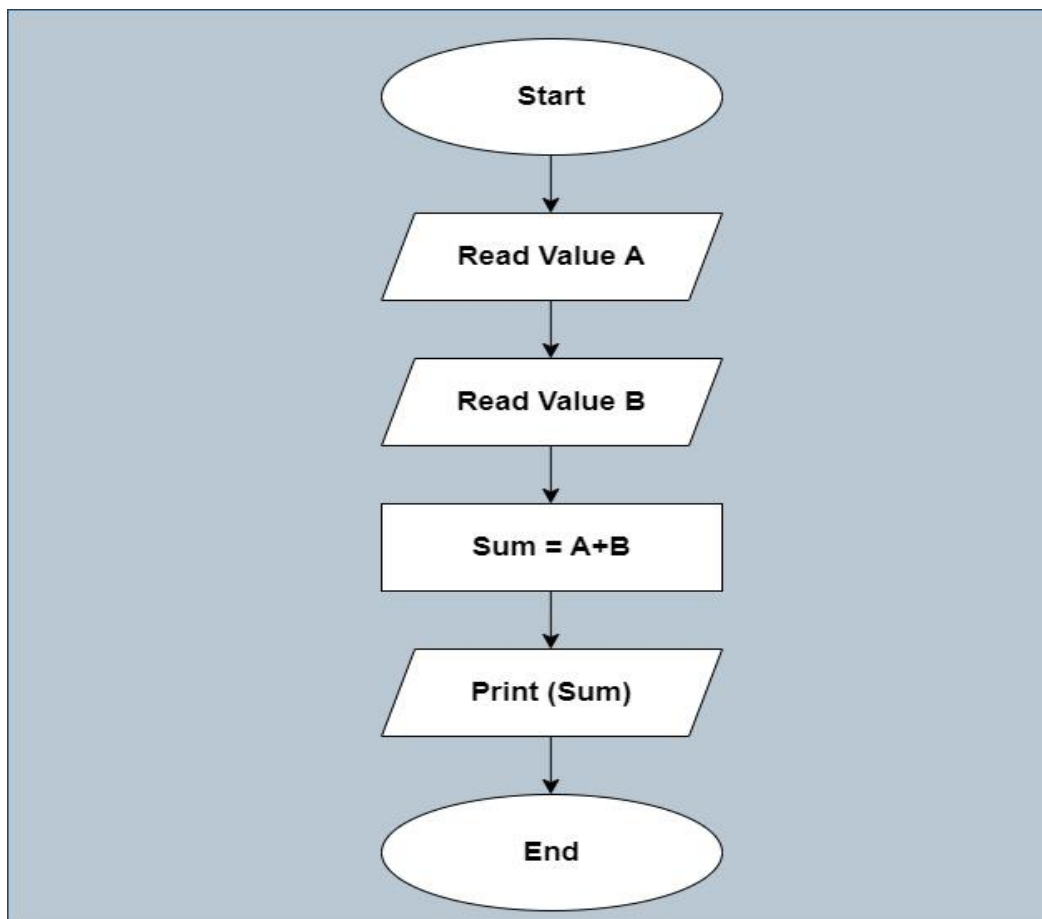 Start
Read Value A
Read Value B
Sum = A+B
Print (Sum)
End